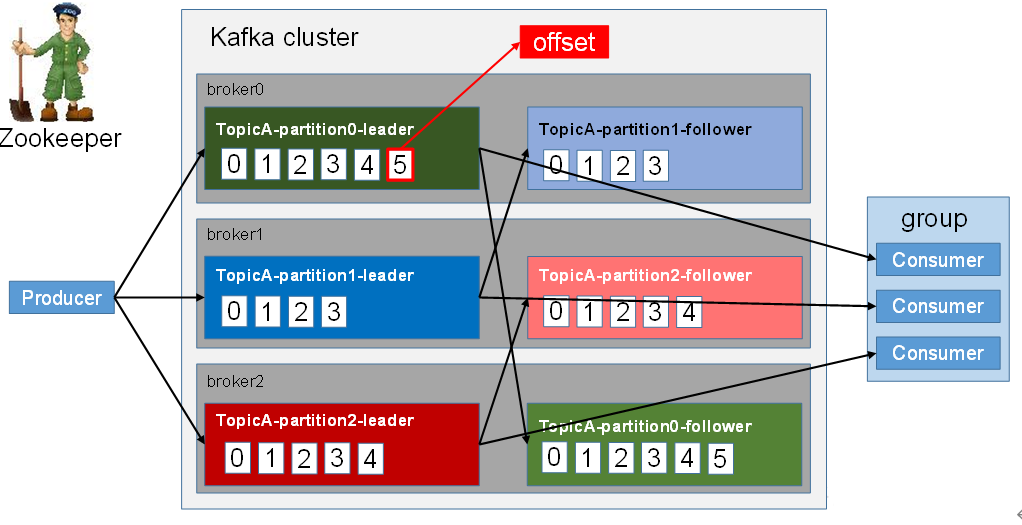 Zookeeper
Kafka cluster
offset
broker0
TopicA-partition0-leader
0 1 2 3 4 5
TopicA-partition1-follower
0 1 2 3
broker1
TopicA-partition1-leader
0 1 2 3
TopicA-partition2-follower
0 1 2 3 4
broker2
TopicA-partition2-leader
0 1 2 3 4
TopicA-partition0-follower
0 1 2 3 4 5
Producer
group
Consumer
Consumer
Consumer